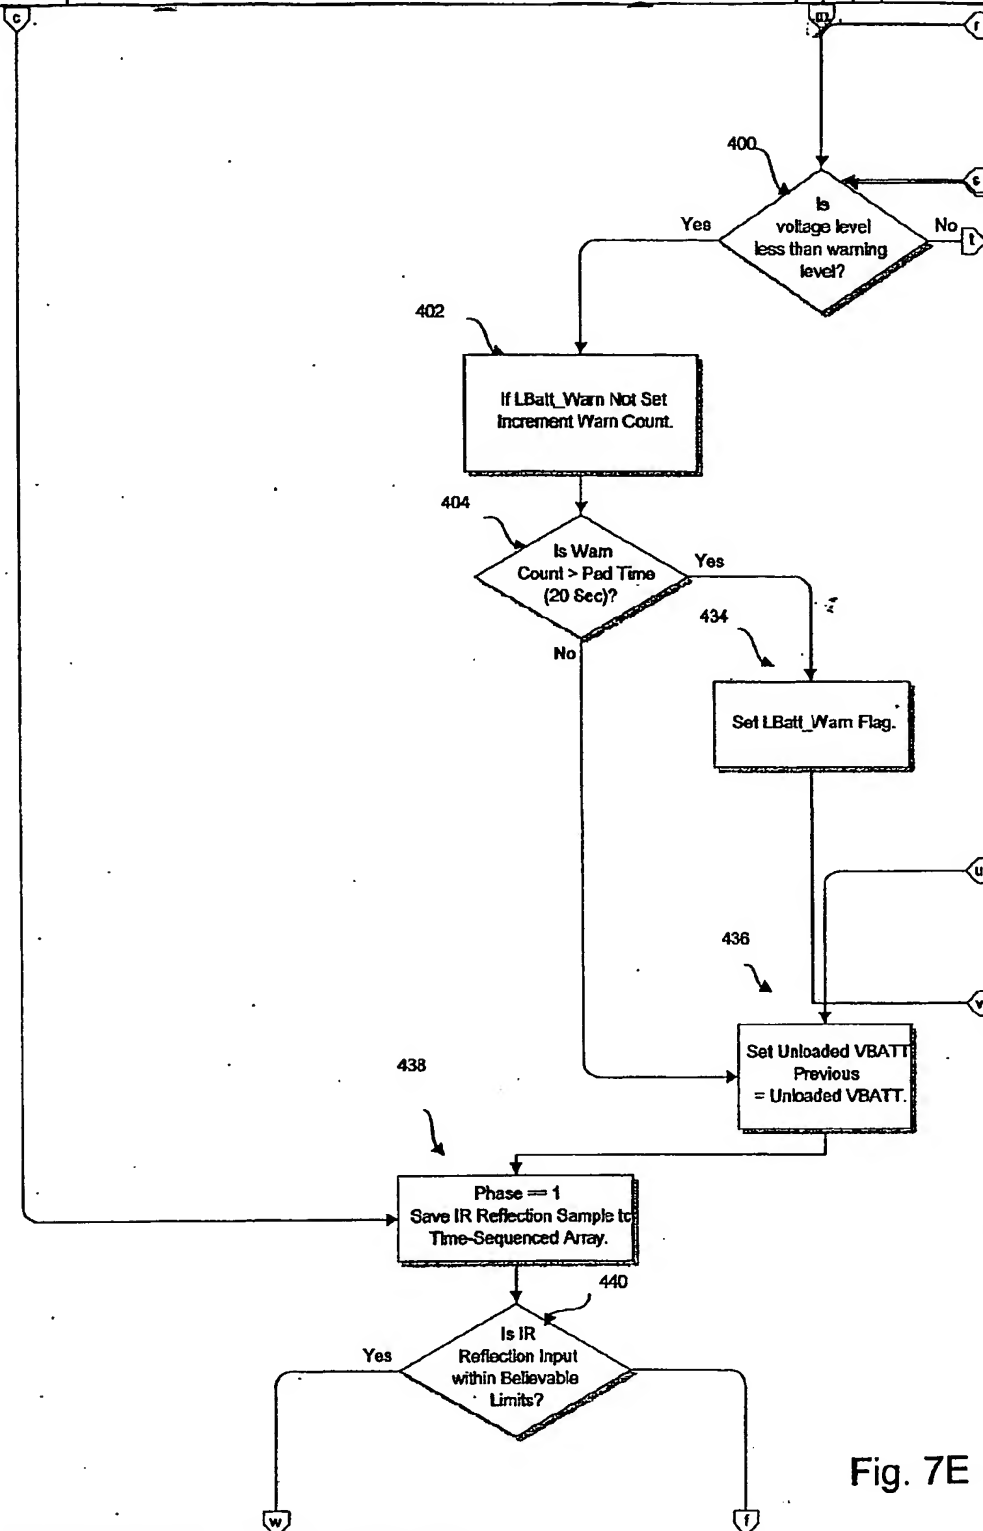 c
m
r
400
s
Is
voltage level
less than warning
level?
Yes
No
t
402
If LBatt_Warn Not Set
Increment Warn Count.
404
Is Warn
Count > Pad Time
(20 Sec)?
Yes
No
434
Set LBatt_Warn Flag.
u
436
v
Set Unloaded VBATT
Previous
= Unloaded VBATT.
438
Phase == 1
Save IR Reflection Sample to
Time-Sequenced Array.
440
Is IR
Reflection Input
within Believable
Limits?
Yes
Fig. 7E
w
f